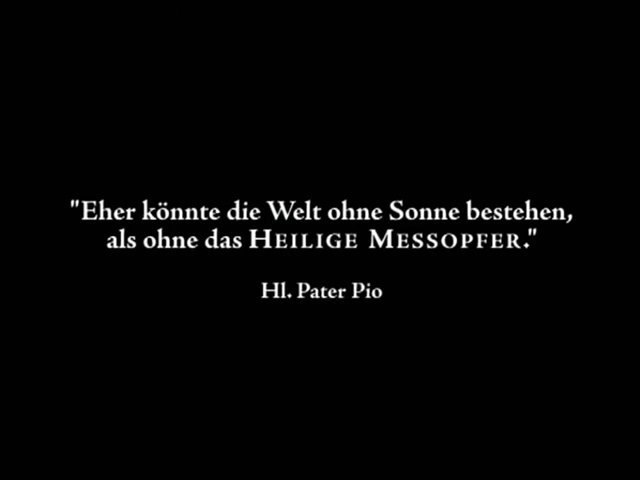 "Eher könnte die Welt ohne Sonne bestehen,
als ohne das HEILIGE MESSOPFER."
Hl. Pater Pio